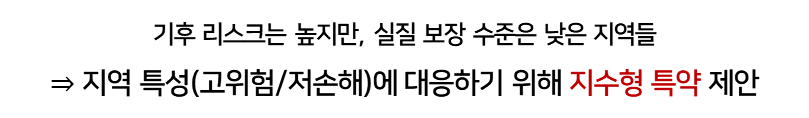 기후 리스크는 높지만, 실질 보장 수준은 낮은 지역들
⇒ 지역 특성(고위험/저손해)에 대응하기 위해 지수형 특약 제안